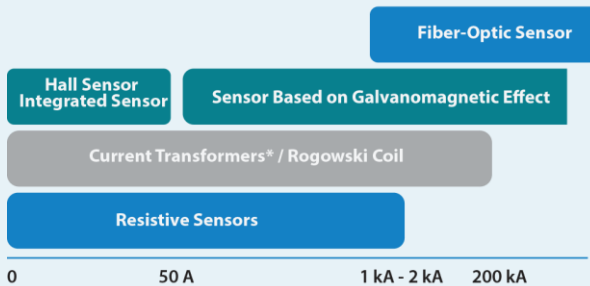 Fiber-Optic Sensor
Hall Sensor
Integrated Sensor
Sensor Based on Galvanomagnetic Effect
Current Transformers* / Rogowski Coil
Resistive Sensors
0 50 A 1 kA - 2 kA 200 kA